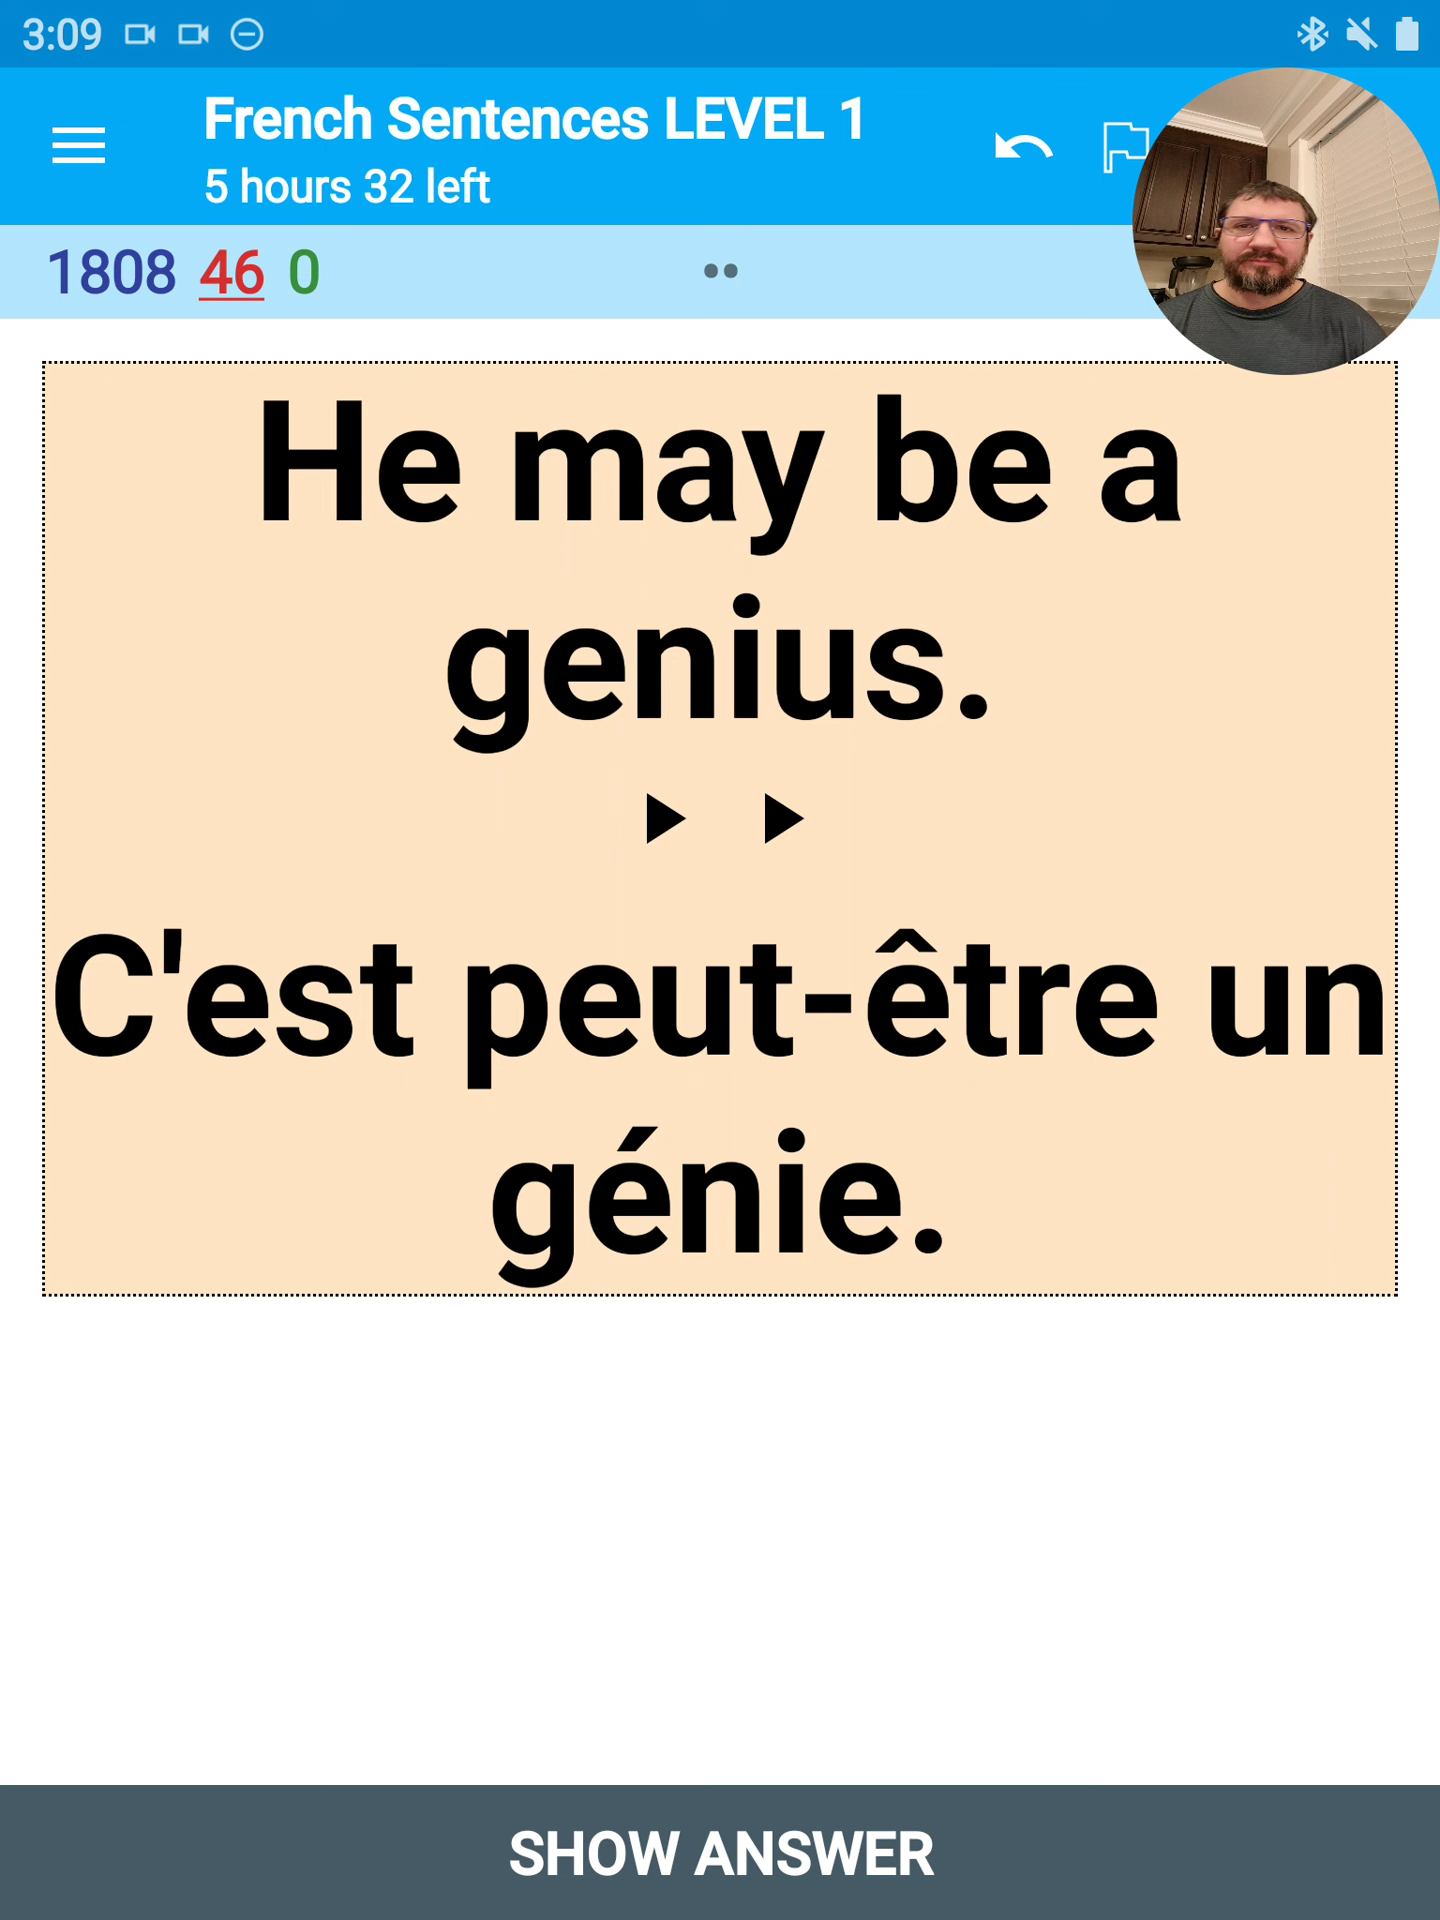 3:09
French Sentences LEVEL 1
5 hours 32 left
1808 46 0
He may be a
genius.
C'est peut-être un
génie.
SHOW ANSWER